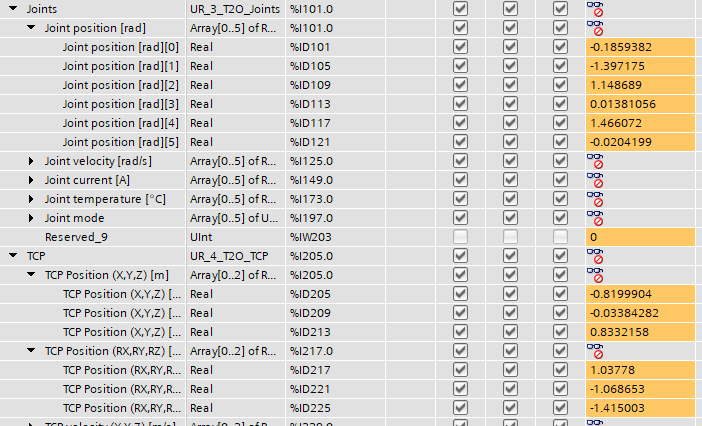 Joints UR_3_T2O_Joints %I101.0
Joint position [rad] Array[0..5] of R... %I101.0
Joint position [rad][0] Real %ID101 -0.1859382
Joint position [rad][1] Real %ID105 -1.397175
Joint position [rad][2] Real %ID109 1.148689
Joint position [rad][3] Real %ID113 0.01381056
Joint position [rad][4] Real %ID117 1.466072
Joint position [rad][5] Real %ID121 -0.0204199
Joint velocity [rad/s] Array[0..5] of R... %I125.0
Joint current [A] Array[0..5] of R... %I149.0
Joint temperature [°C] Array[0..5] of R... %I173.0
Joint mode Array[0..5] of U... %I197.0
Reserved_9 UInt %IW203 0
TCP UR_4_T2O_TCP %I205.0
TCP Position (X,Y,Z) [m] Array[0..2] of R... %I205.0
TCP Position (X,Y,Z) [... Real %ID205 -0.8199904
TCP Position (X,Y,Z) [... Real %ID209 -0.03384282
TCP Position (X,Y,Z) [... Real %ID213 0.8332158
TCP Position (RX,RY,RZ) [... Array[0..2] of R... %I217.0
TCP Position (RX,RY,R... Real %ID217 1.03778
TCP Position (RX,RY,R... Real %ID221 -1.068653
TCP Position (RX,RY,R... Real %ID225 -1.415003
TCP velocity (X,Y,Z) [m/s] Array[0..2] of R... %I229.0